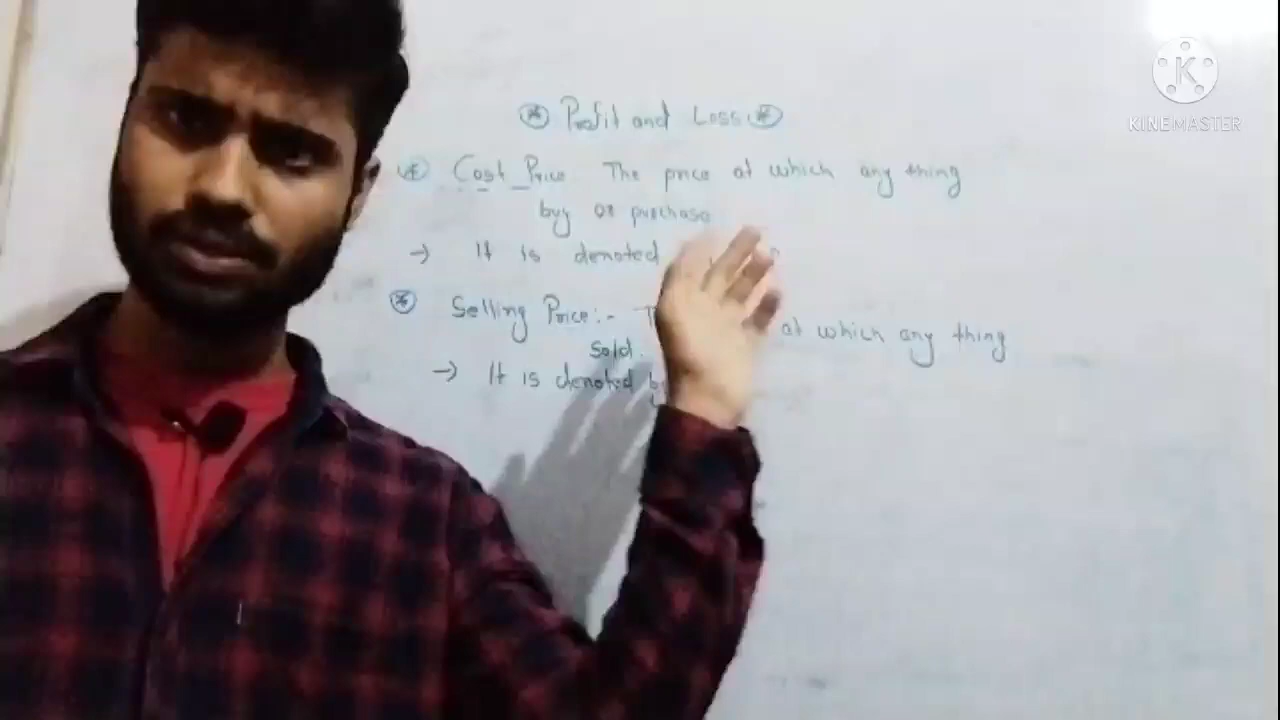 Profit and Loss
KINEMASTER
Cost Price The price at which any thing
buy or purchase
→ It is denoted
Selling Price:- at which any thing
sold.
→ It is denoted by